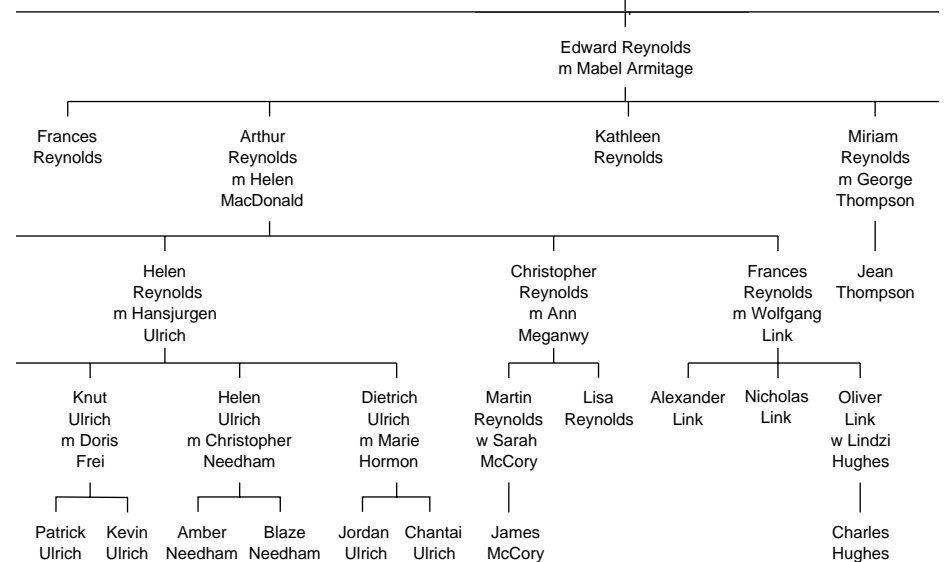 Edward Reynolds
m Mabel Armitage
Frances
Reynolds
Arthur
Reynolds
m Helen
MacDonald
Kathleen
Reynolds
Miriam
Reynolds
m George
Thompson
Helen
Reynolds
m Hansjurgen
Ulrich
Christopher
Reynolds
m Ann
Meganwy
Frances
Reynolds
m Wolfgang
Link
Jean
Thompson
Knut
Ulrich
m Doris
Frei
Helen
Ulrich
m Christopher
Needham
Dietrich
Ulrich
m Marie
Hormon
Martin
Reynolds
w Sarah
McCory
Lisa
Reynolds
Alexander
Link
Nicholas
Link
Oliver
Link
w Lindzi
Hughes
Patrick
Ulrich
Kevin
Ulrich
Amber
Needham
Blaze
Needham
Jordan
Ulrich
Chantai
Ulrich
James
McCory
Charles
Hughes